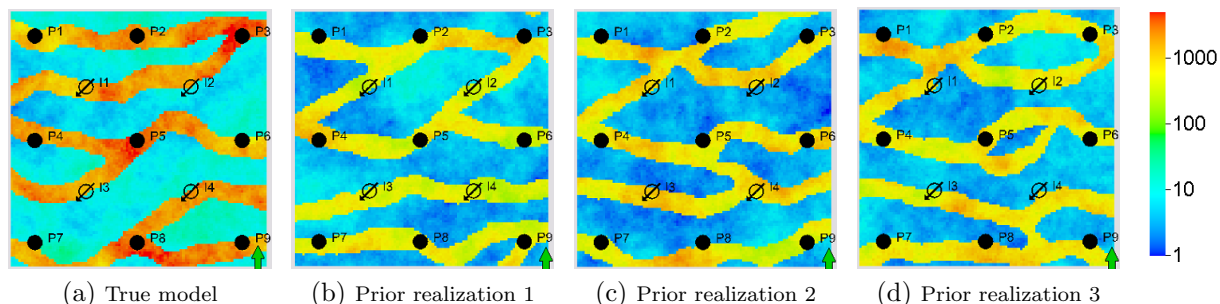 P1 P2 P3 P1 P2 P3 P1 P2 P3 P1 P2 P3
1000
I1 I2 I1 I2 I1 I2 I1 I2
100
P4 P5 P6 P4 P5 P6 P4 P5 P6 P4 P5 P6
10
I3 I4 I3 I4 I3 I4 I3 I4
P7 P8 P9 P7 P8 P9 P7 P8 P9 P7 P8 P9
1
(a) True model (b) Prior realization 1 (c) Prior realization 2 (d) Prior realization 3